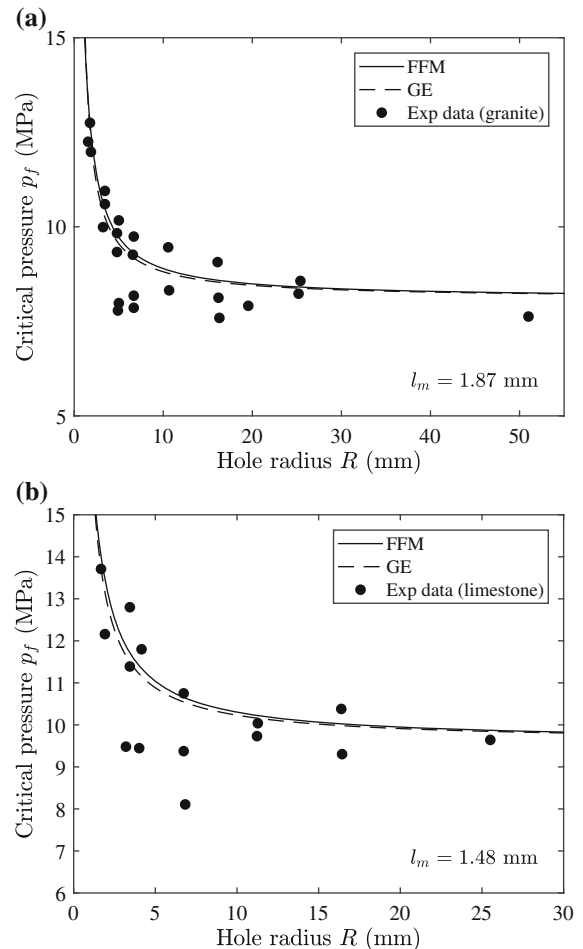 (a)
15
10
5
Critical pressure p_f (MPa)
FFM
GE
Exp data (granite)
l_m = 1.87 mm
0 10 20 30 40 50
Hole radius R (mm)
(b)
15
14
13
12
11
10
9
8
7
6
Critical pressure p_f (MPa)
FFM
GE
Exp data (limestone)
l_m = 1.48 mm
0 5 10 15 20 25 30
Hole radius R (mm)